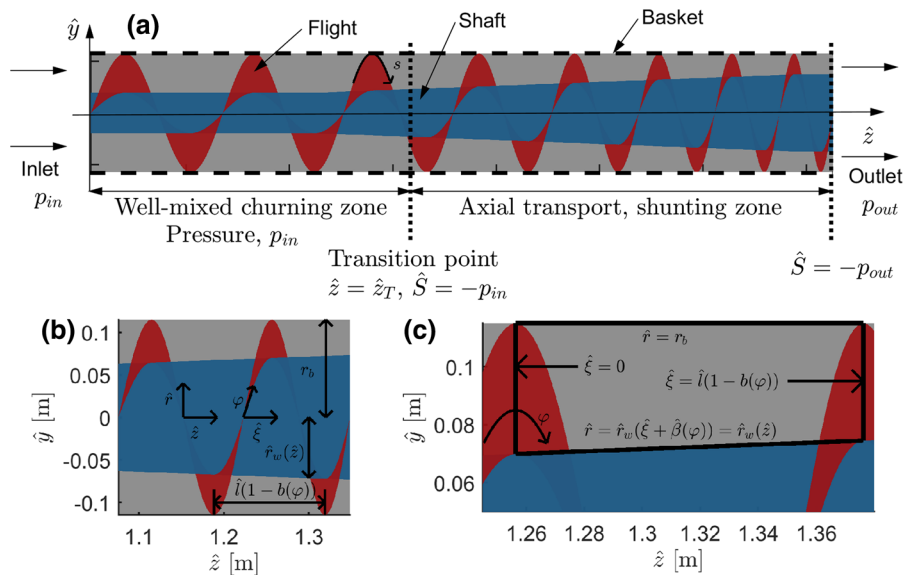 ŷ
(a)
Flight
Shaft
Basket
s
ẑ
Inlet
p_in
Outlet
p_out
Well-mixed churning zone
Pressure, p_in
Axial transport, shunting zone
Transition point
ẑ = ẑ_T, Ŝ = −p_in
Ŝ = −p_out
(b)
0.1
0.05
0
-0.05
-0.1
ŷ [m]
r_b
r̂
φ
ẑ
ξ̂
r̂_w(ẑ)
l̂(1 − b(φ))
1.1
1.2
1.3
ẑ [m]
(c)
0.1
0.08
0.06
ŷ [m]
r̂ = r_b
ξ̂ = 0
ξ̂ = l̂(1 − b(φ))
φ
r̂ = r̂_w(ξ̂ + β̂(φ)) = r̂_w(ẑ)
1.26 1.28 1.3 1.32 1.34 1.36
ẑ [m]